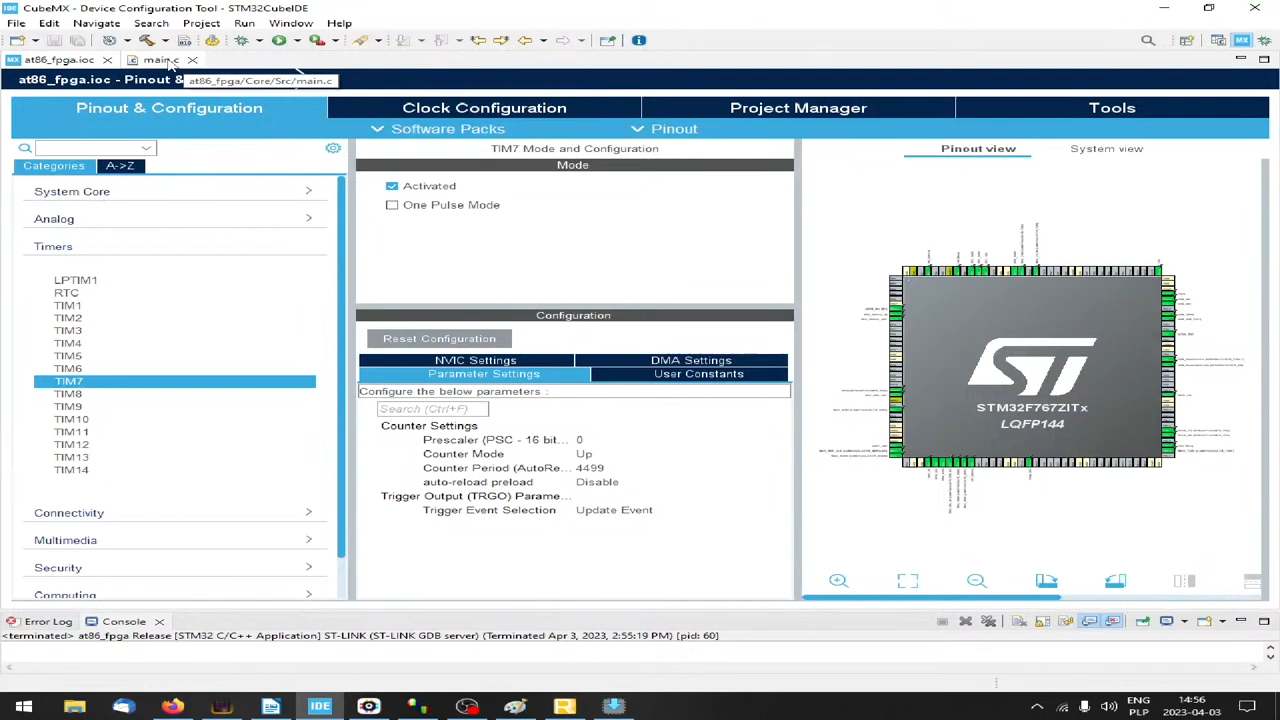 CubeMX - Device Configuration Tool - STM32CubeIDE
File Edit Navigate Search Project Run Window Help
at86_fpga.ioc main.c
at86_fpga.ioc - Pinout &
at86_fpga/Core/Src/main.c
Pinout & Configuration Clock Configuration Project Manager Tools
Software Packs Pinout
TIM7 Mode and Configuration
Pinout view System view
Categories A->Z
Mode
System Core
Activated
One Pulse Mode
Analog
Timers
LPTIM1
RTC
TIM1
TIM2
TIM3
TIM4
TIM5
TIM6
TIM7
TIM8
TIM9
TIM10
TIM11
TIM12
TIM13
TIM14
Connectivity
Multimedia
Security
Computing
Configuration
Reset Configuration
NVIC Settings DMA Settings
Parameter Settings User Constants
Configure the below parameters :
Search (Ctrl+F)
Counter Settings
Prescaler (PSC - 16 bit... 0
Counter Mode Up
Counter Period (AutoRe... 4499
auto-reload preload Disable
Trigger Output (TRGO) Parame...
Trigger Event Selection Update Event
STM32F767ZITx
LQFP144
Error Log Console
<terminated> at86_fpga Release [STM32 C/C++ Application] ST-LINK (ST-LINK GDB server) (Terminated Apr 3, 2023, 2:55:19 PM) [pid: 60]
IDE
ENG
PLP
14:56
2023-04-03